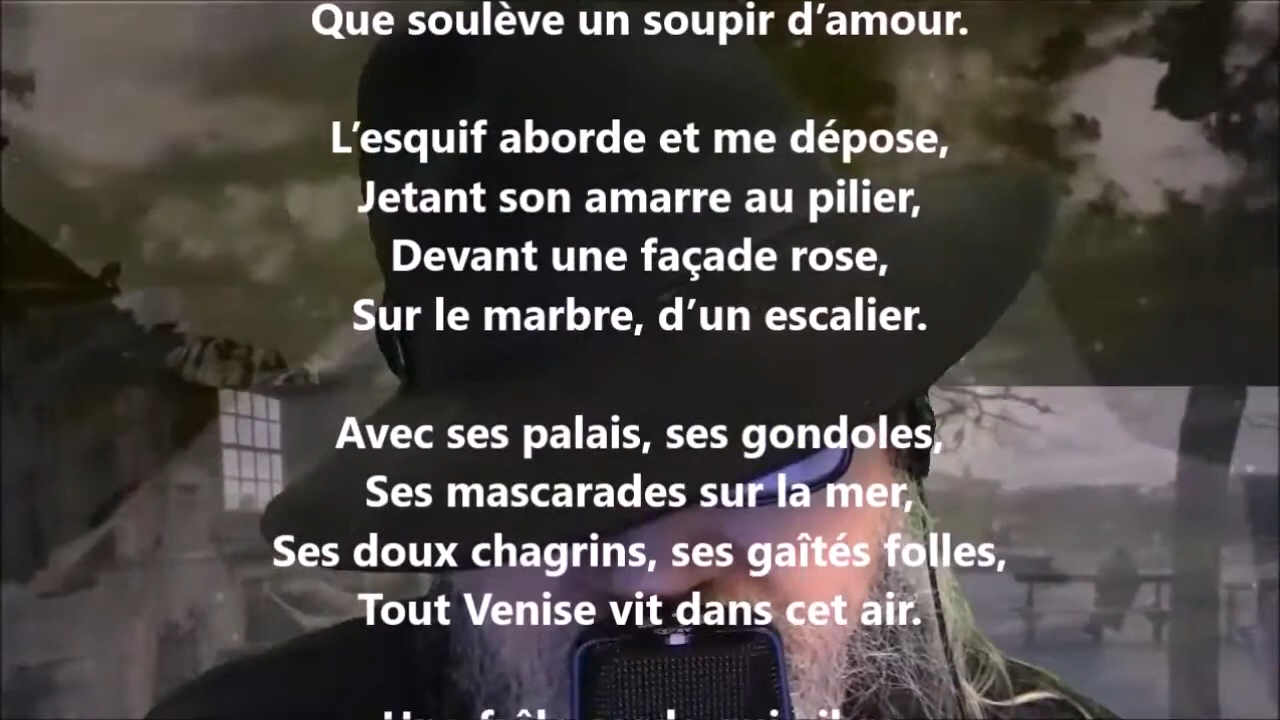 Que soulève un soupir d’amour.
L’esquif aborde et me dépose,
Jetant son amarre au pilier,
Devant une façade rose,
Sur le marbre, d’un escalier.
Avec ses palais, ses gondoles,
Ses mascarades sur la mer,
Ses doux chagrins, ses gaîtés folles,
Tout Venise vit dans cet air.